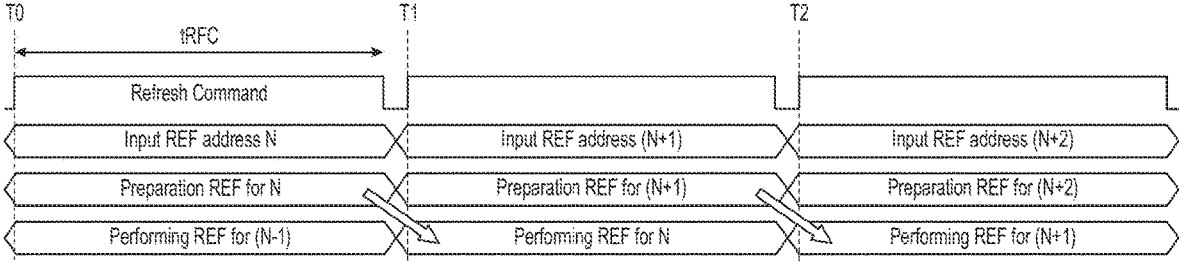 T0 T1 T2
tRFC
Refresh Command
Input REF address N Input REF address (N+1) Input REF address (N+2)
Preparation REF for N Preparation REF for (N+1) Preparation REF for (N+2)
Performing REF for (N-1) Performing REF for N Performing REF for (N+1)